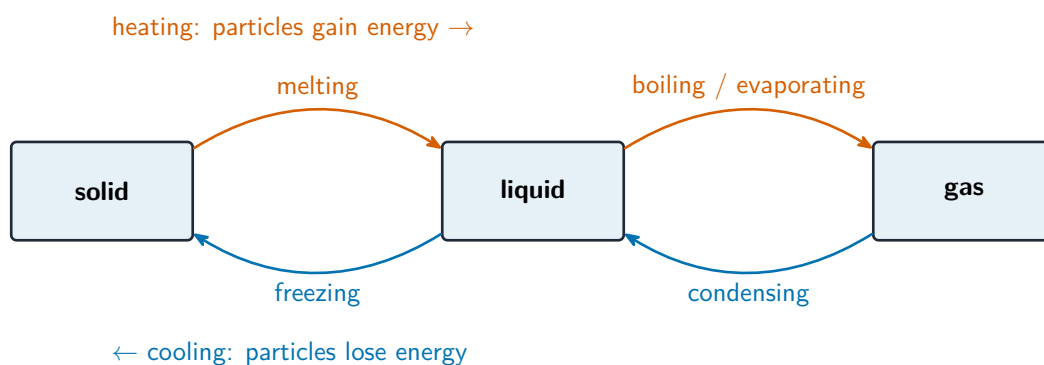 heating: particles gain energy →
melting
boiling / evaporating
solid
liquid
gas
freezing
condensing
← cooling: particles lose energy